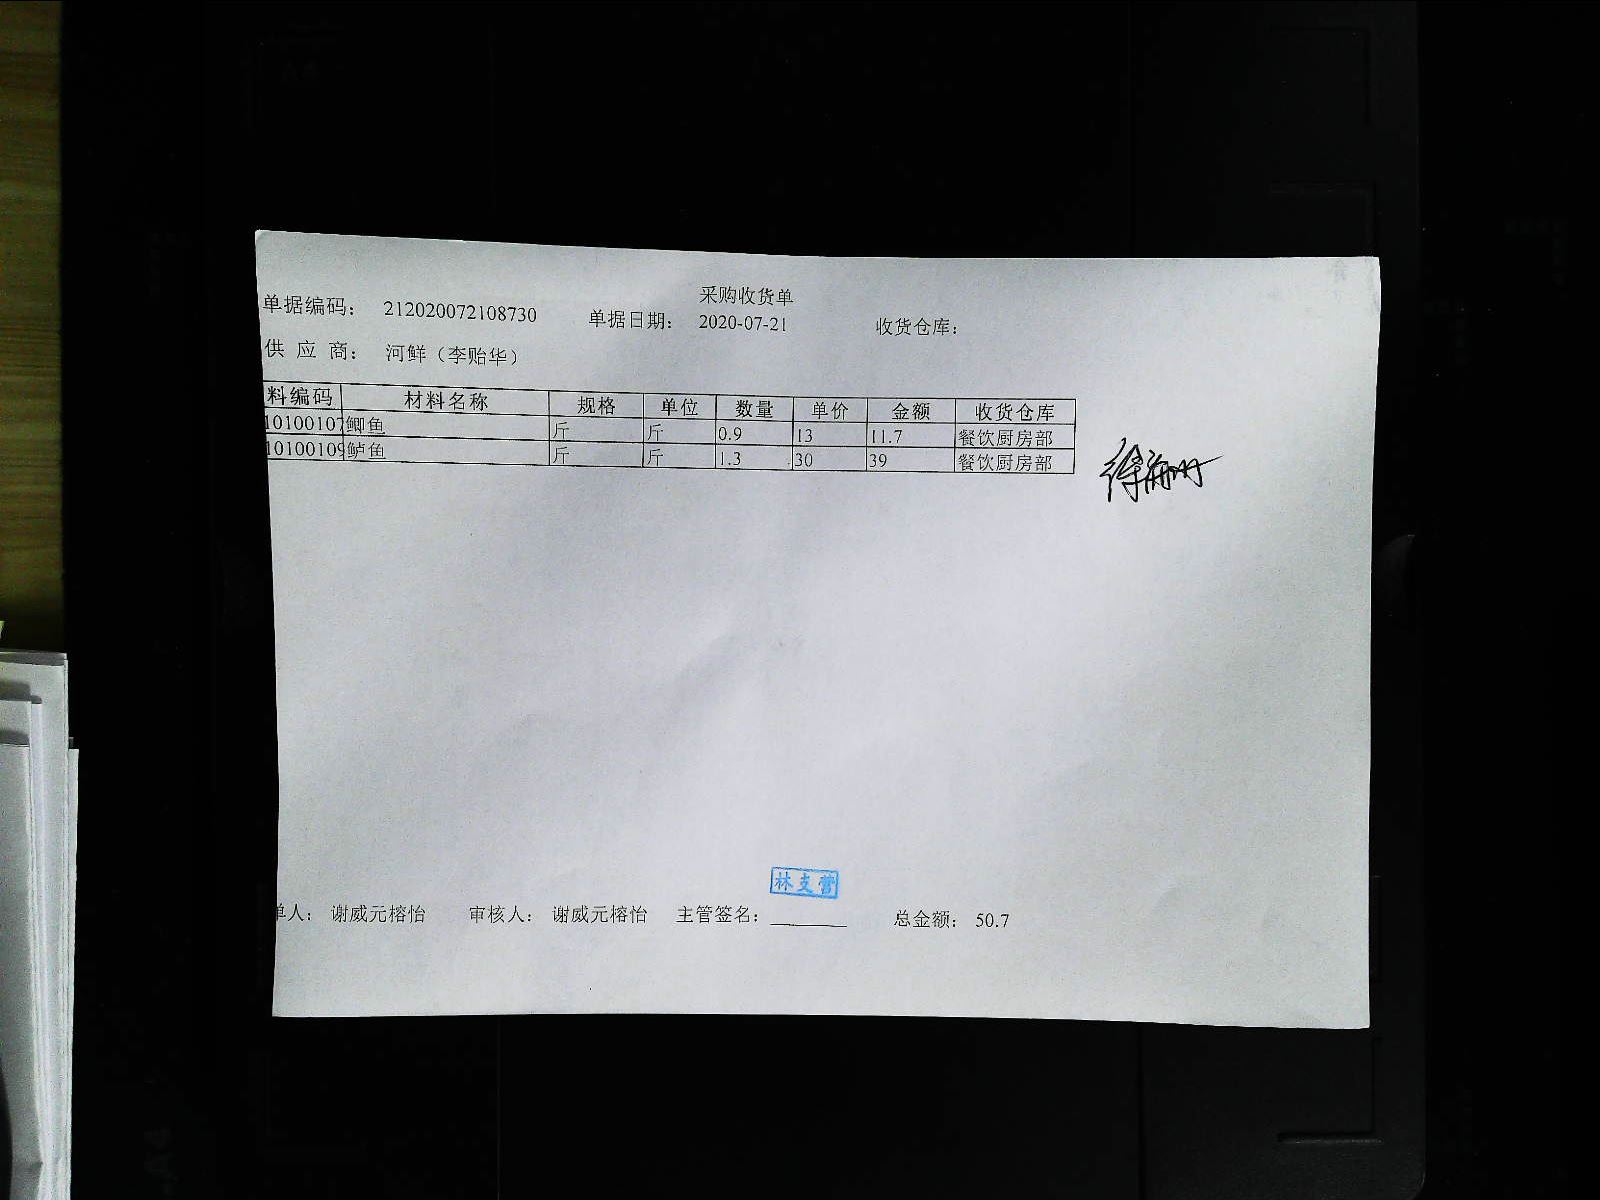 采购收货单
单据编码： 212020072108730 单据日期： 2020-07-21 收货仓库：
供 应 商： 河鲜（李贻华）
料编码 材料名称 规格 单位 数量 单价 金额 收货仓库
10100107 鲫鱼 斤 斤 0.9 13 11.7 餐饮厨房部
10100109 鲈鱼 斤 斤 1.3 30 39 餐饮厨房部
林支营
单人： 谢威元榕怡 审核人： 谢威元榕怡 主管签名： 总金额： 50.7